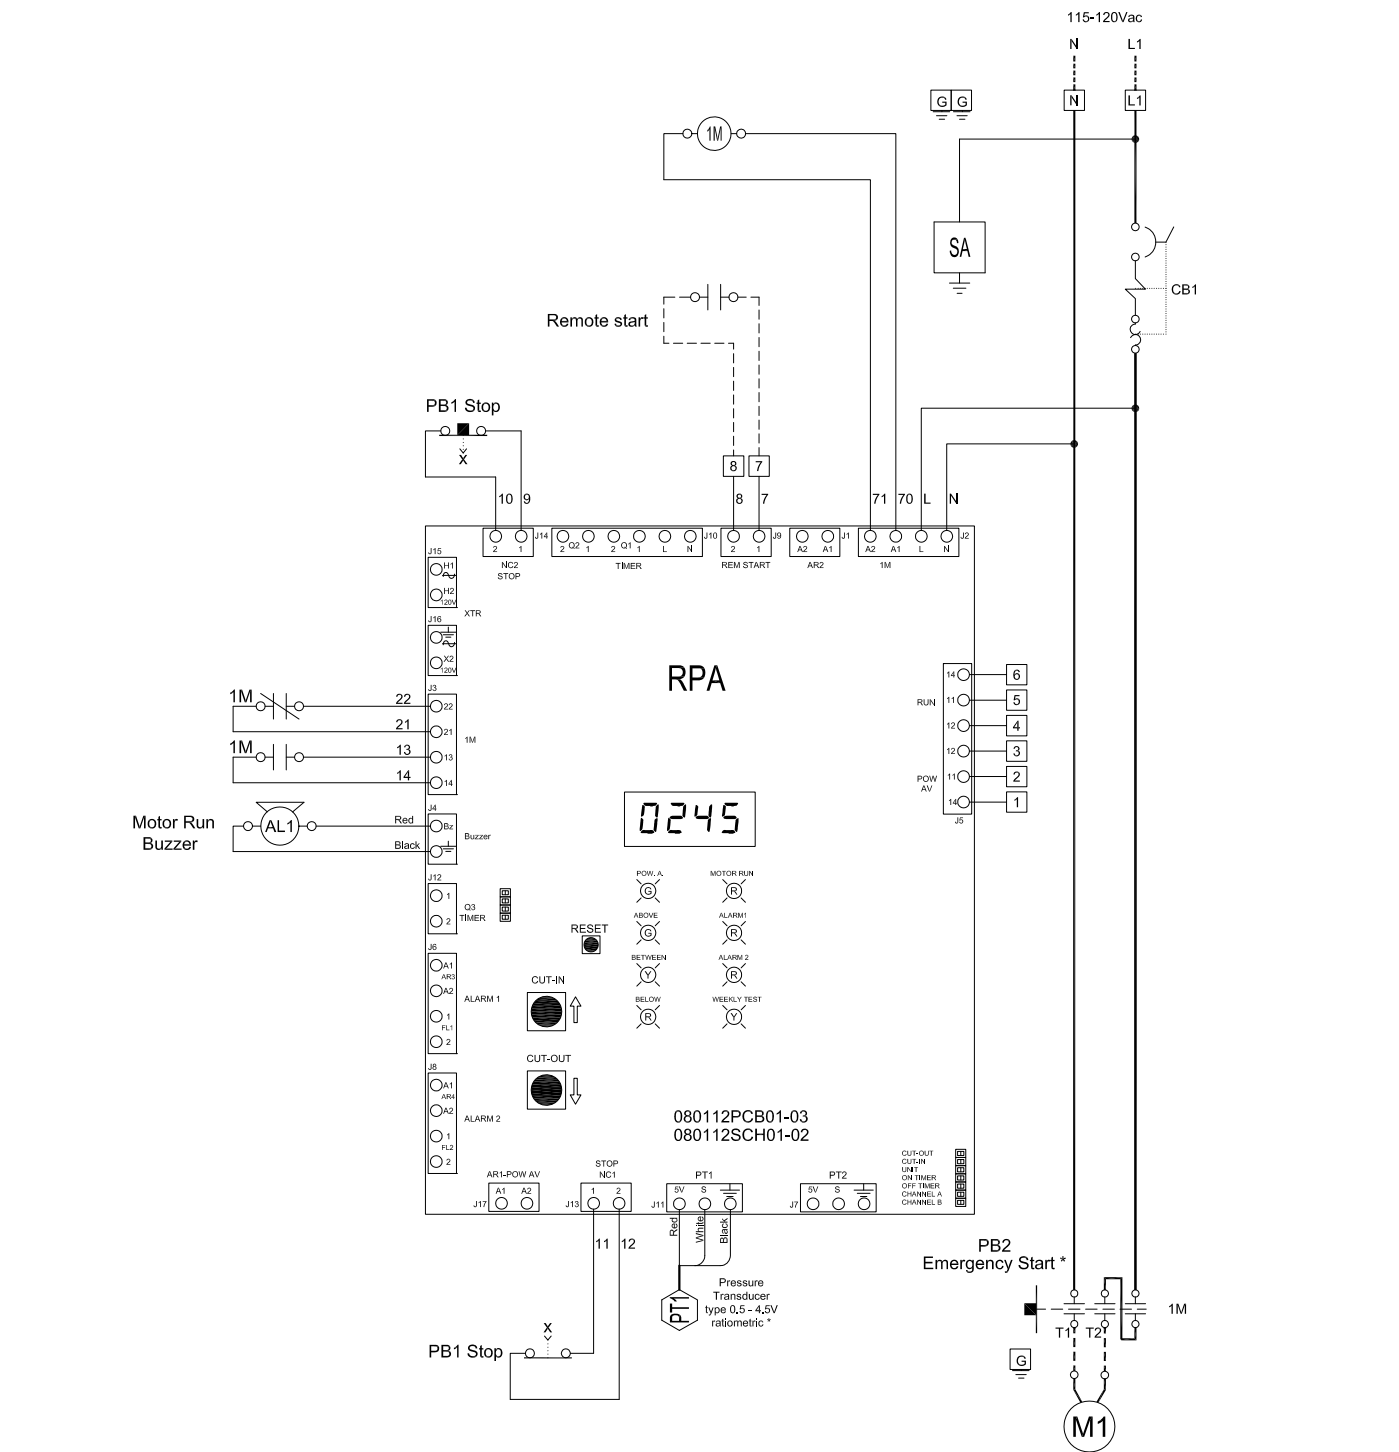 115-120Vac
N L1
G G N L1
1M
SA
CB1
Remote start
PB1 Stop
X
8 7
10 9 8 7 71 70 L N
J14 J10 J9 J1 J2
2 1 2 Q2 1 2 Q1 1 L N 2 1 A2 A1 A2 A1 L N
NC2
STOP
TIMER REM START AR2 1M
J15
H1
H2
120V
XTR
J16
X2
120V
RPA
J3
1M 22 22
21 21
1M
1M 13 13
14 14
14 6
RUN 11 5
12 4
12 3
POW
AV
11 2
14 1
J5
J4
Motor Run
Buzzer
AL1
Red Bz
Buzzer
Black
0245
J12
1
Q3
TIMER
2
POW. A. MOTOR RUN
G R
ABOVE ALARM1
G R
BETWEEN ALARM 2
Y R
BELOW WEEKLY TEST
R Y
RESET
CUT-IN
CUT-OUT
J6
A1
AR3
A2
ALARM 1
1
FL1
2
J8
A1
AR4
A2
ALARM 2
1
FL2
2
080112PCB01-03
080112SCH01-02
CUT-OUT
CUT-IN
UNIT
ON TIMER
OFF TIMER
CHANNEL A
CHANNEL B
AR1-POW AV
A1 A2
J17
STOP
NC1
1 2
J13
PT1
5V S
J11
PT2
5V S
J7
11 12
Red White Black
PT1
Pressure
Transducer
type 0.5 - 4.5V
ratiometric *
X
PB1 Stop
PB2
Emergency Start *
1M
T1 T2
G
M1